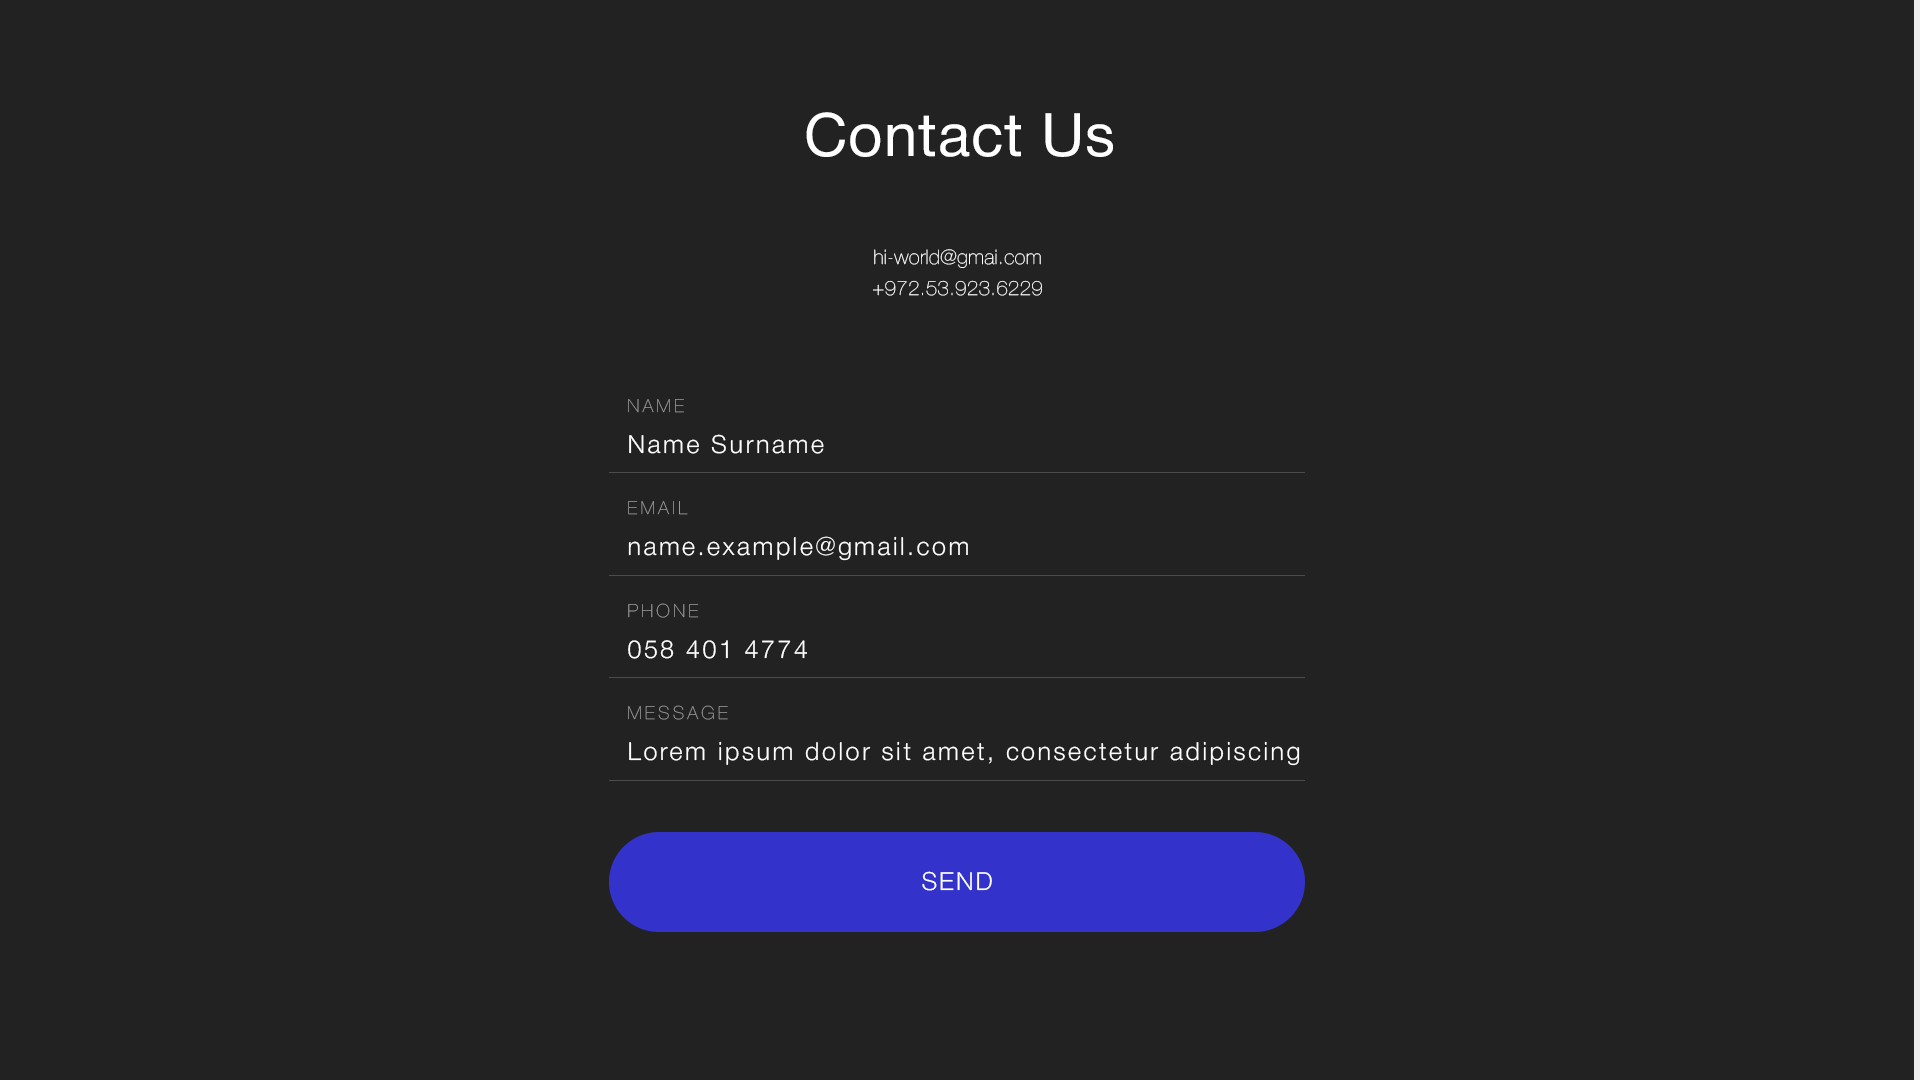 Contact Us
hi-world@gmai.com
+972.53.923.6229
NAME
Name Surname
EMAIL
name.example@gmail.com
PHONE
058 401 4774
MESSAGE
Lorem ipsum dolor sit amet, consectetur adipiscing
SEND